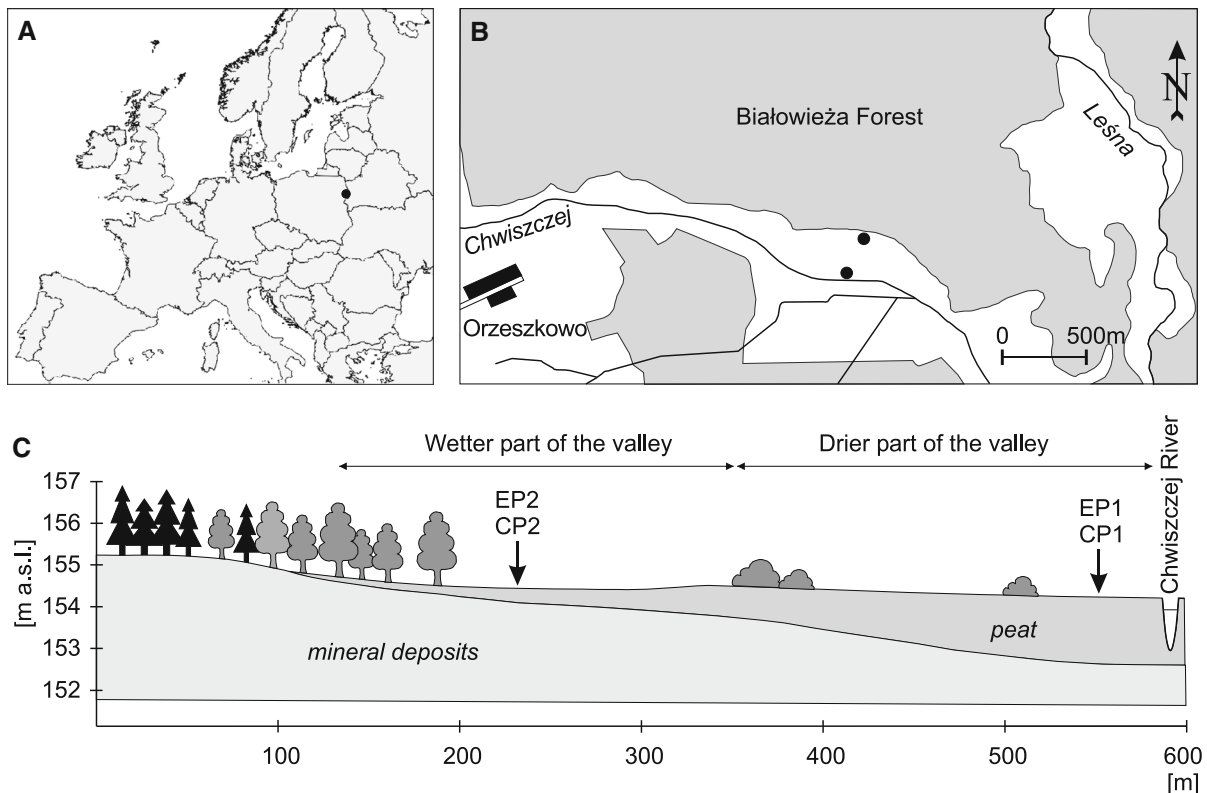 A
B
N
Białowieża Forest
Leśna
Chwiszczej
Orzeszkowo
0 500m
C
Wetter part of the valley
Drier part of the valley
Chwiszczej River
[m a.s.l.]
157
156
155
154
153
152
EP2
CP2
EP1
CP1
peat
mineral deposits
100 200 300 400 500 600
[m]